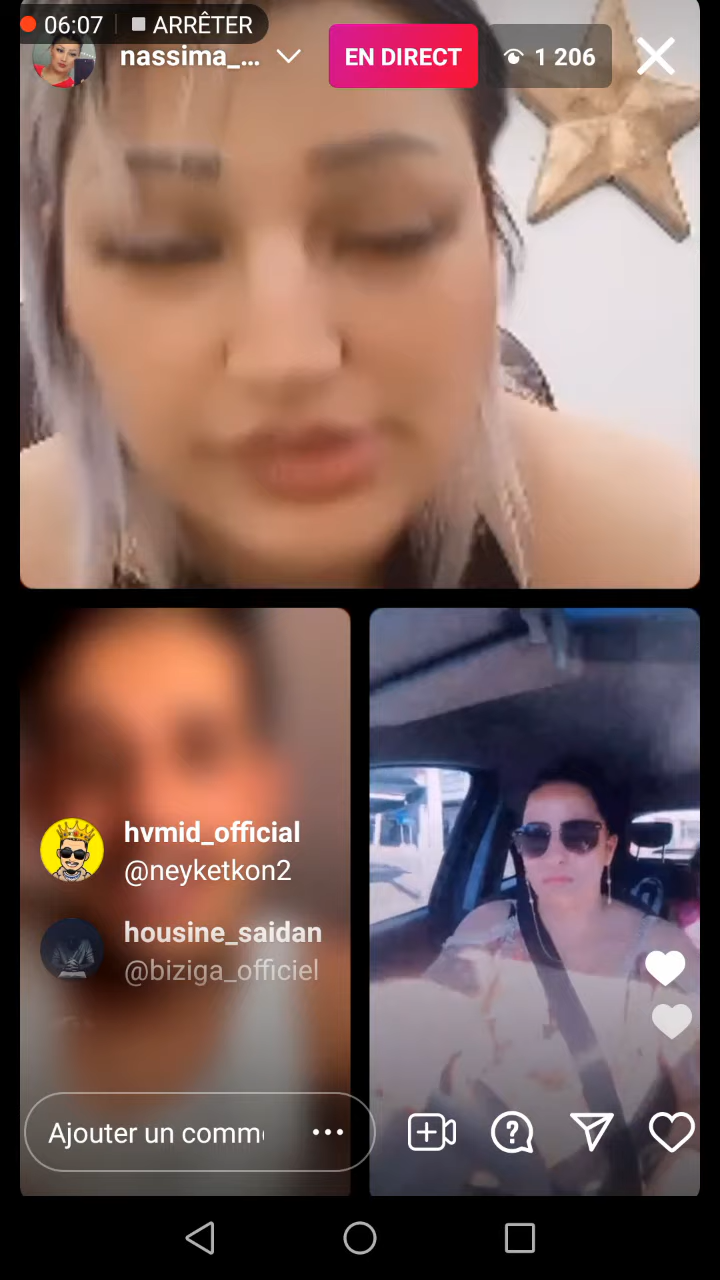 06:07 ARRÊTER
nassima_... EN DIRECT 1 206
hvmid_official
@neyketkon2
housine_saidan
@biziga_officiel
Ajouter un comm